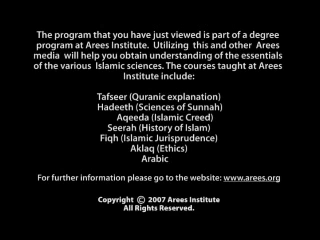 The program that you have just viewed is part of a degree
program at Arees Institute. Utilizing this and other Arees
media will help you obtain understanding of the essentials
of the various Islamic sciences. The courses taught at Arees
Institute include:
Tafseer (Quranic explanation)
Hadeeth (Sciences of Sunnah)
Aqeeda (Islamic Creed)
Seerah (History of Islam)
Fiqh (Islamic Jurisprudence)
Aklaq (Ethics)
Arabic
For further information please go to the website: www.arees.org
Copyright © 2007 Arees Institute
All Rights Reserved.